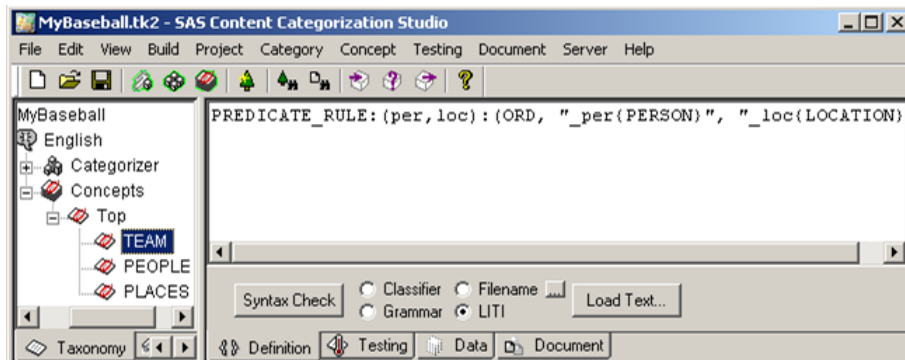 MyBaseball.tk2 - SAS Content Categorization Studio
File Edit View Build Project Category Concept Testing Document Server Help
MyBaseball
English
Categorizer
Concepts
Top
TEAM
PEOPLE
PLACES
Taxonomy
PREDICATE_RULE:(per,loc):(ORD, "_per{PERSON}", "_loc{LOCATION}
Syntax Check
Classifier Filename ...
Grammar LITI
Load Text...
Definition Testing Data Document